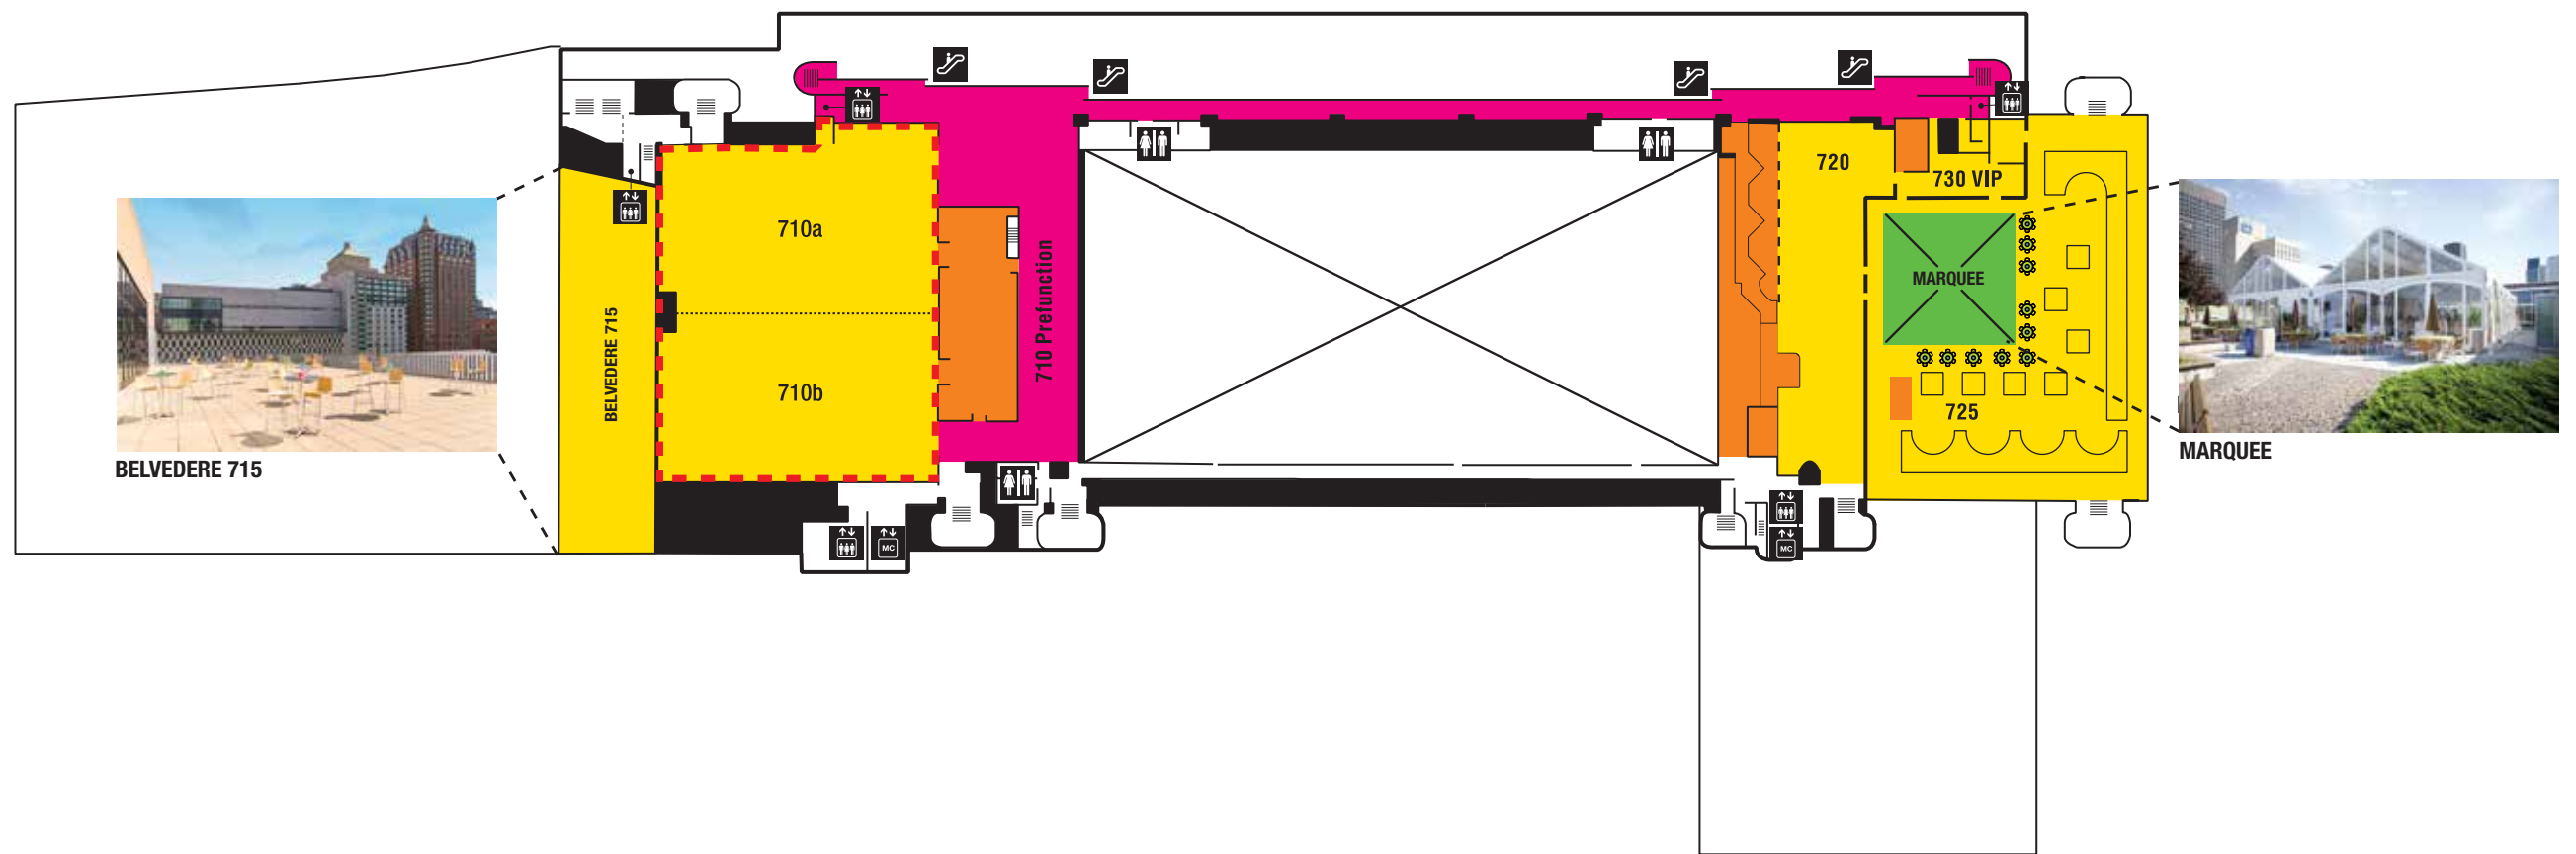 720
730 VIP
710a
MARQUEE
710 Prefunction
BELVEDERE 715
710b
725
BELVEDERE 715
MARQUEE
MC
MC